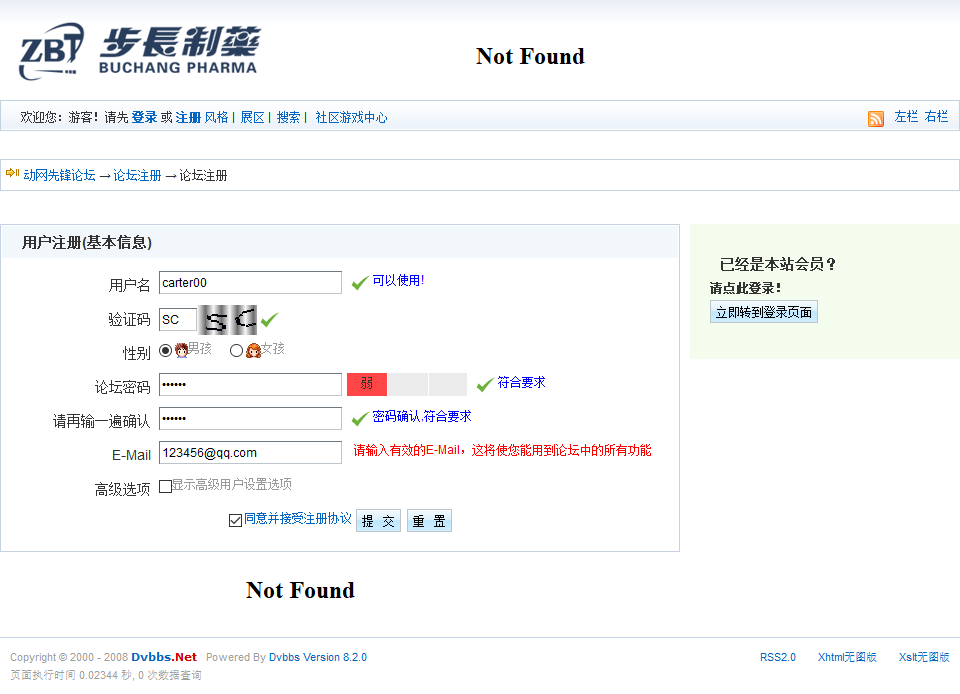 ZBT 步長制藥
BUCHANG PHARMA
Not Found
欢迎您：游客！请先 登录 或 注册 风格 | 展区 | 搜索 | 社区游戏中心
左栏 右栏
动网先锋论坛 → 论坛注册 → 论坛注册
用户注册(基本信息)
用户名 carter00 可以使用!
验证码 SC SC
性别 男孩 女孩
论坛密码 •••••• 弱 符合要求
请再输一遍确认 •••••• 密码确认,符合要求
E-Mail 123456@qq.com 请输入有效的E-Mail，这将使您能用到论坛中的所有功能
高级选项 显示高级用户设置选项
同意并接受注册协议 提 交 重 置
已经是本站会员？
请点此登录！
立即转到登录页面
Not Found
Copyright © 2000 - 2008 Dvbbs.Net Powered By Dvbbs Version 8.2.0
页面执行时间 0.02344 秒, 0 次数据查询
RSS2.0 Xhtml无图版 Xslt无图版